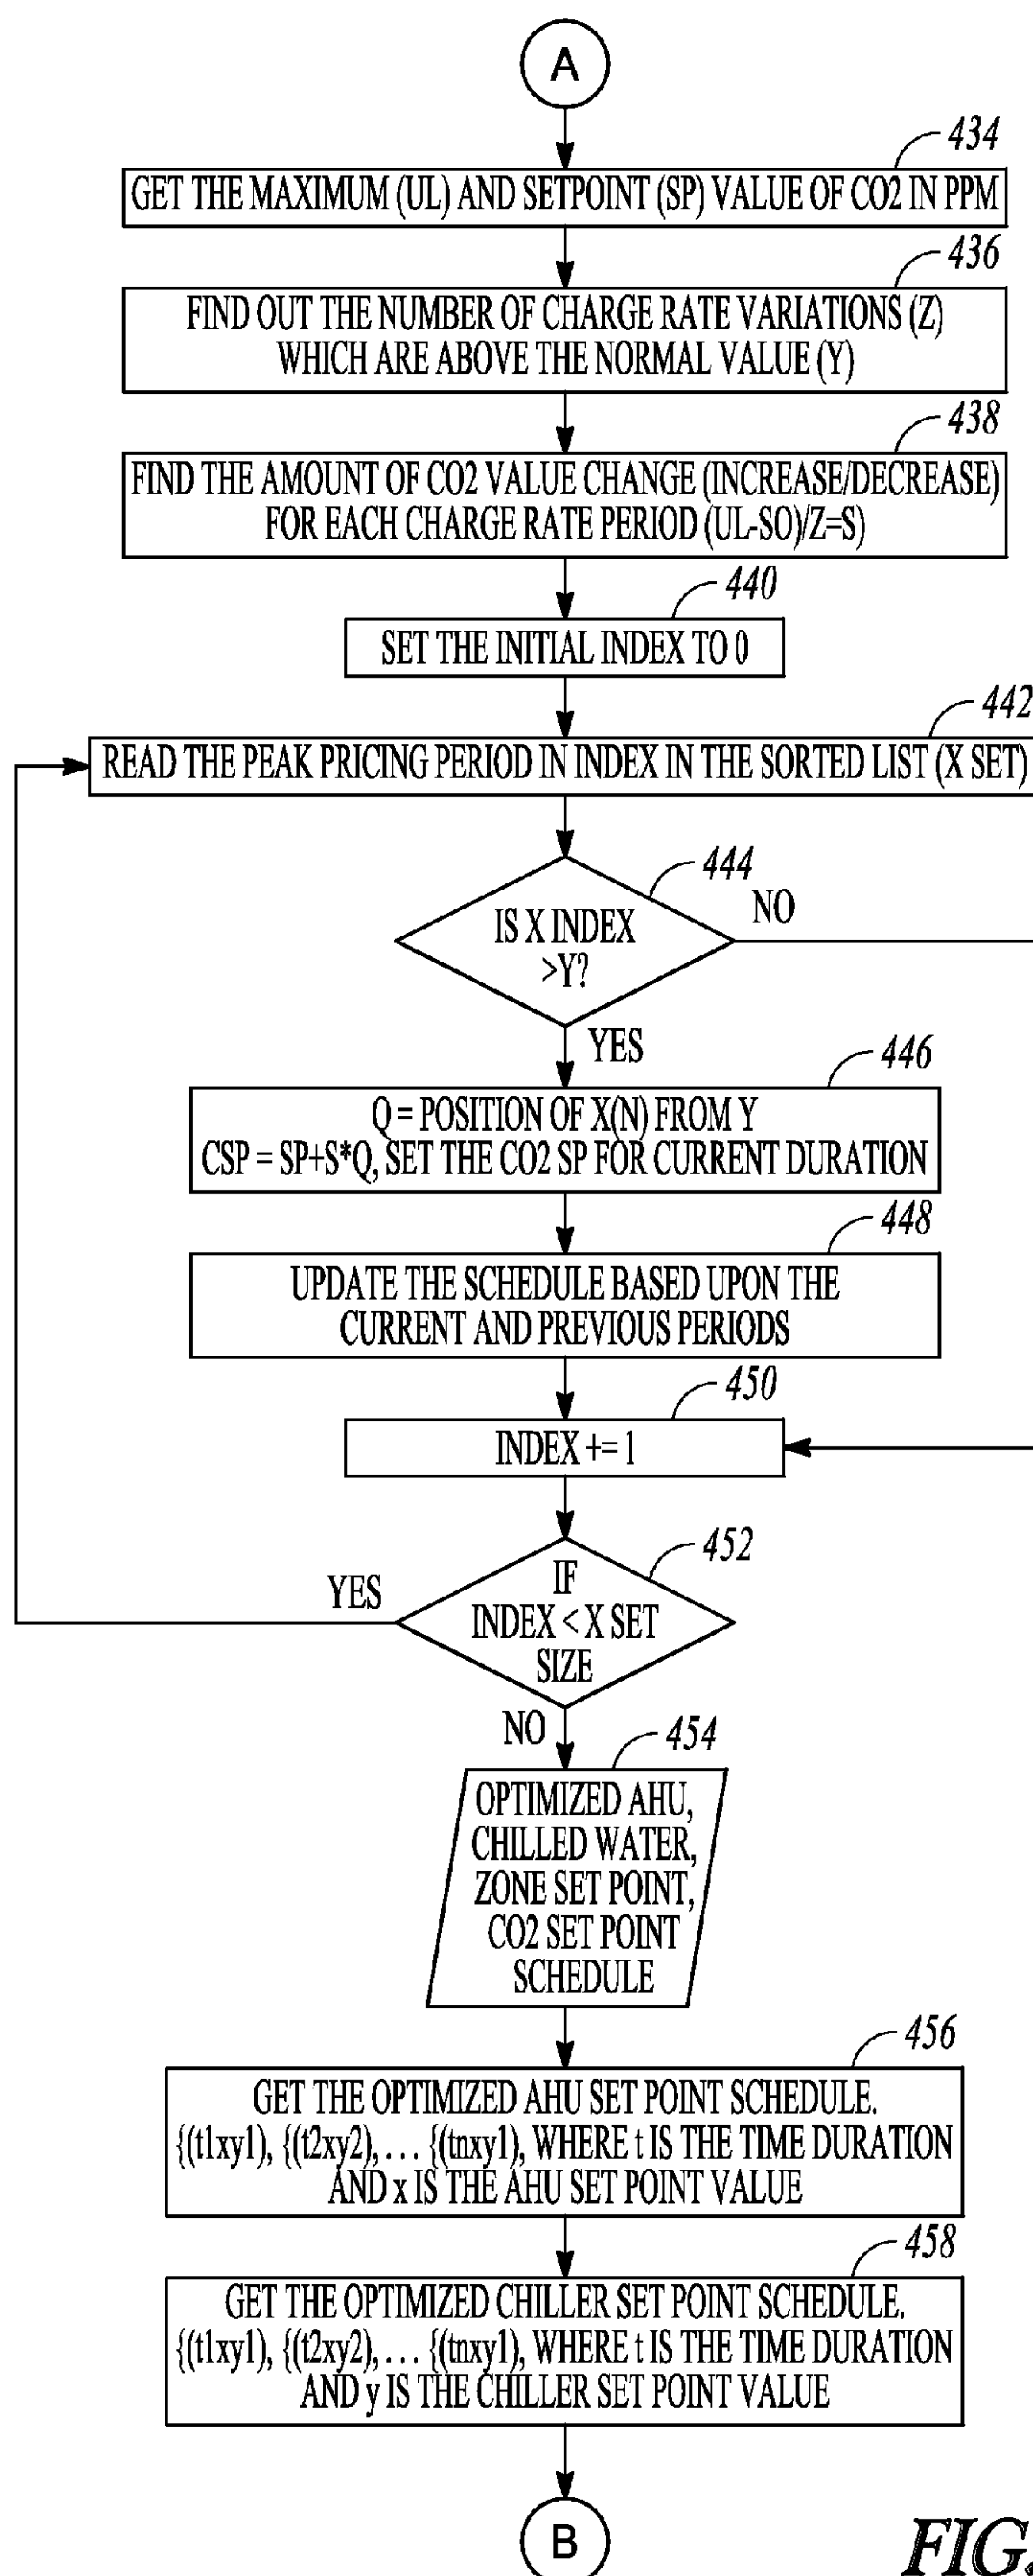 A
434
GET THE MAXIMUM (UL) AND SETPOINT (SP) VALUE OF CO2 IN PPM
436
FIND OUT THE NUMBER OF CHARGE RATE VARIATIONS (Z)
WHICH ARE ABOVE THE NORMAL VALUE (Y)
438
FIND THE AMOUNT OF CO2 VALUE CHANGE (INCREASE/DECREASE)
FOR EACH CHARGE RATE PERIOD (UL-SO)/Z=S)
440
SET THE INITIAL INDEX TO 0
442
READ THE PEAK PRICING PERIOD IN INDEX IN THE SORTED LIST (X SET)
444
IS X INDEX
>Y?
NO
YES
446
Q = POSITION OF X(N) FROM Y
CSP = SP+S*Q, SET THE CO2 SP FOR CURRENT DURATION
448
UPDATE THE SCHEDULE BASED UPON THE
CURRENT AND PREVIOUS PERIODS
450
INDEX += 1
452
IF
INDEX < X SET
SIZE
YES
NO
454
OPTIMIZED AHU,
CHILLED WATER,
ZONE SET POINT,
CO2 SET POINT
SCHEDULE
456
GET THE OPTIMIZED AHU SET POINT SCHEDULE.
{(t1xy1), {(t2xy2), . . . {(tnxy1), WHERE t IS THE TIME DURATION
AND x IS THE AHU SET POINT VALUE
458
GET THE OPTIMIZED CHILLER SET POINT SCHEDULE.
{(t1xy1), {(t2xy2), . . . {(tnxy1), WHERE t IS THE TIME DURATION
AND y IS THE CHILLER SET POINT VALUE
B
FIG.